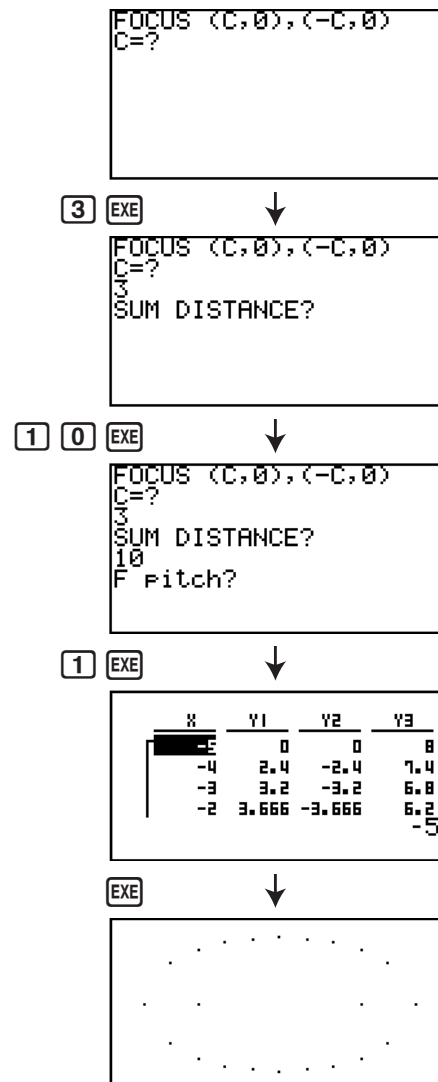 FOCUS (C,0),(-C,0)
C=?
3 EXE
FOCUS (C,0),(-C,0)
C=?
3
SUM DISTANCE?
1 0 EXE
FOCUS (C,0),(-C,0)
C=?
3
SUM DISTANCE?
10
F pitch?
1 EXE
X Y1 Y2 Y3
-5 0 0 8
-4 2.4 -2.4 7.4
-3 3.2 -3.2 6.8
-2 3.666 -3.666 6.2
-5
EXE